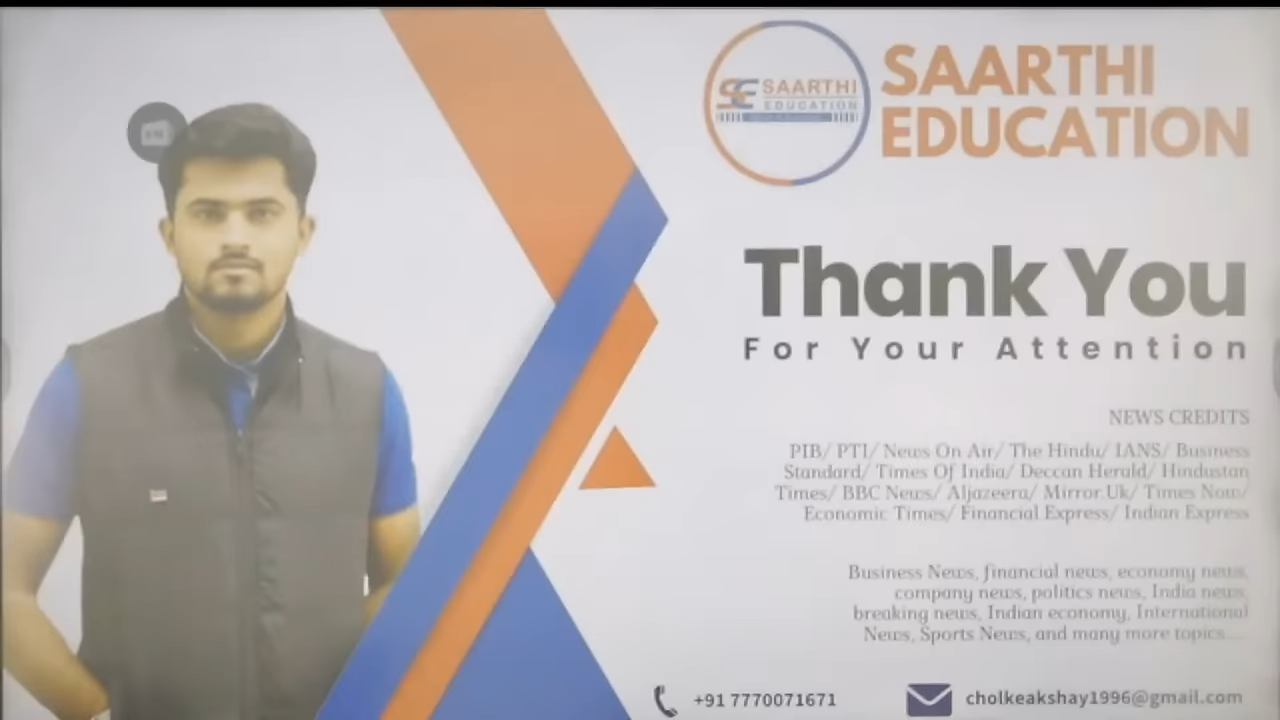 SAARTHI
EDUCATION
SAARTHI
EDUCATION
Thank You
For Your Attention
NEWS CREDITS
PIB/ PTI/ News On Air/ The Hindu/ IANS/ Business
Standard/ Times Of India/ Deccan Herald/ Hindustan
Times/ BBC News/ Aljazeera/ Mirror.Uk/ Times Now/
Economic Times/ Financial Express/ Indian Express
Business News, financial news, economy news,
company news, politics news, India news,
breaking news, Indian economy, International
News, Sports News, and many more topics.....
+91 7770071671
cholkeakshay1996@gmail.com